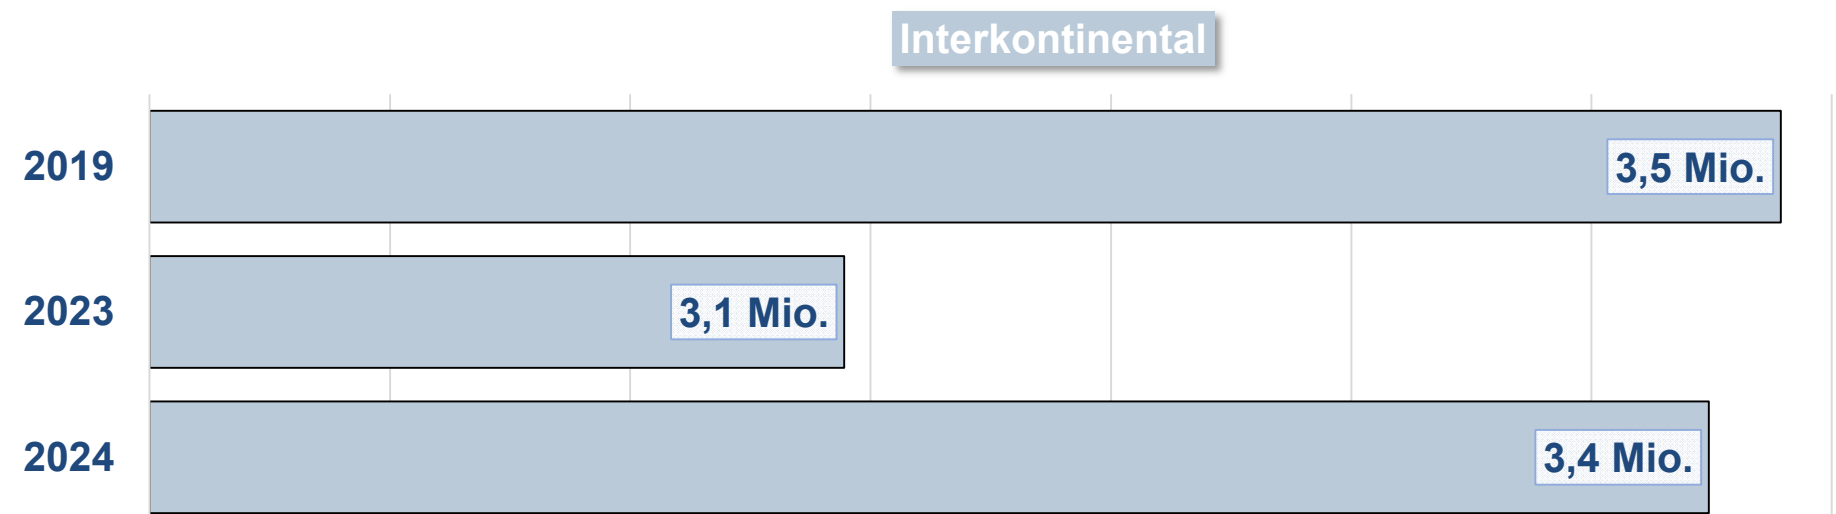 Interkontinental
2019 3,5 Mio.
2023 3,1 Mio.
2024 3,4 Mio.